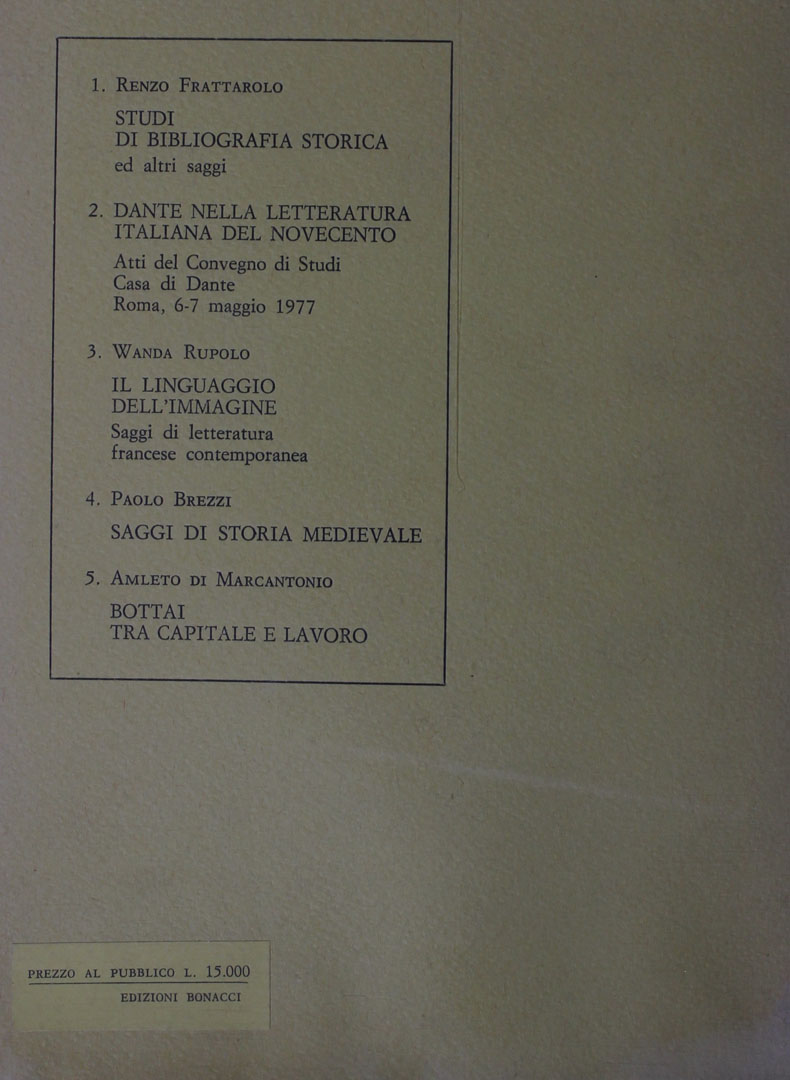 1. Renzo Frattarolo
STUDI
DI BIBLIOGRAFIA STORICA
ed altri saggi
2. DANTE NELLA LETTERATURA
ITALIANA DEL NOVECENTO
Atti del Convegno di Studi
Casa di Dante
Roma, 6-7 maggio 1977
3. Wanda Rupolo
IL LINGUAGGIO
DELL'IMMAGINE
Saggi di letteratura
francese contemporanea
4. Paolo Brezzi
SAGGI DI STORIA MEDIEVALE
5. Amleto di Marcantonio
BOTTAI
TRA CAPITALE E LAVORO
PREZZO AL PUBBLICO L. 15.000
EDIZIONI BONACCI